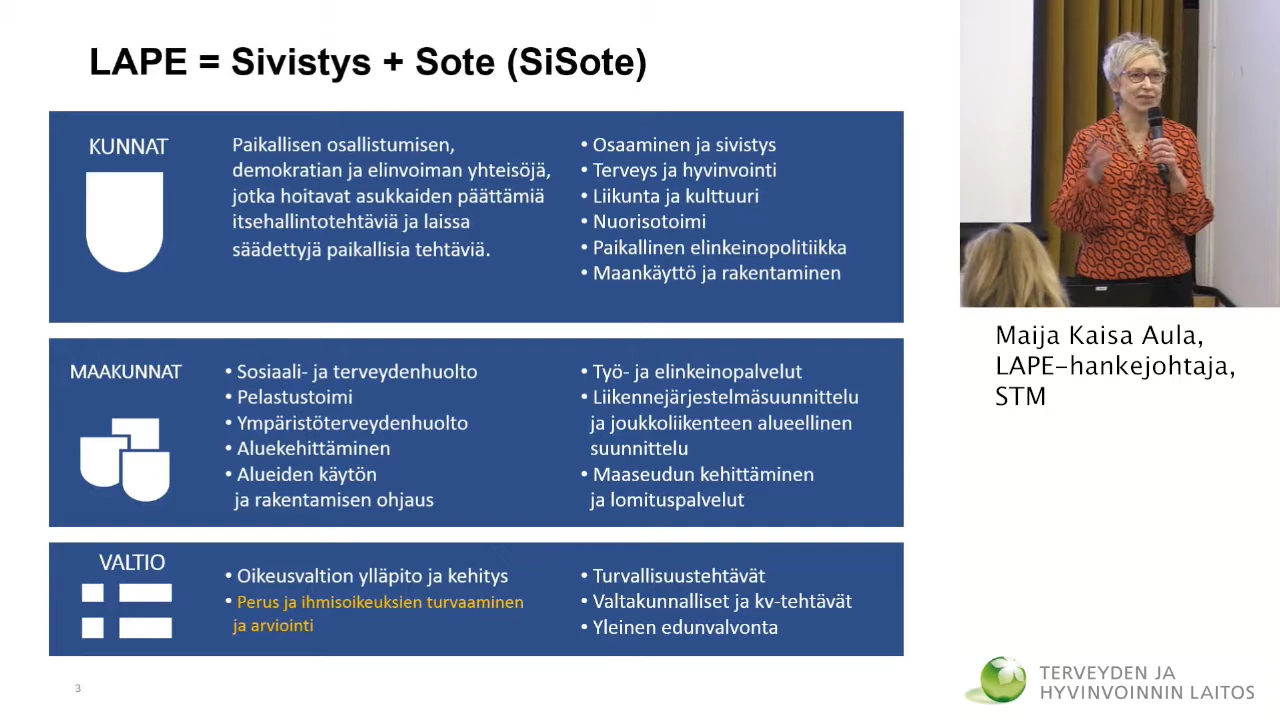 LAPE = Sivistys + Sote (SiSote)
KUNNAT
Paikallisen osallistumisen,
demokratian ja elinvoiman yhteisöjä,
jotka hoitavat asukkaiden päättämiä
itsehallintotehtäviä ja laissa
säädettyjä paikallisia tehtäviä.
• Osaaminen ja sivistys
• Terveys ja hyvinvointi
• Liikunta ja kulttuuri
• Nuorisotoimi
• Paikallinen elinkeinopolitiikka
• Maankäyttö ja rakentaminen
MAAKUNNAT
• Sosiaali- ja terveydenhuolto
• Pelastustoimi
• Ympäristöterveydenhuolto
• Aluekehittäminen
• Alueiden käytön
ja rakentamisen ohjaus
• Työ- ja elinkeinopalvelut
• Liikennejärjestelmäsuunnittelu
ja joukkoliikenteen alueellinen
suunnittelu
• Maaseudun kehittäminen
ja lomituspalvelut
VALTIO
• Oikeusvaltion ylläpito ja kehitys
• Perus ja ihmisoikeuksien turvaaminen
ja arviointi
• Turvallisuustehtävät
• Valtakunnalliset ja kv-tehtävät
• Yleinen edunvalvonta
3
Maija Kaisa Aula,
LAPE-hankejohtaja,
STM
TERVEYDEN JA
HYVINVOINNIN LAITOS